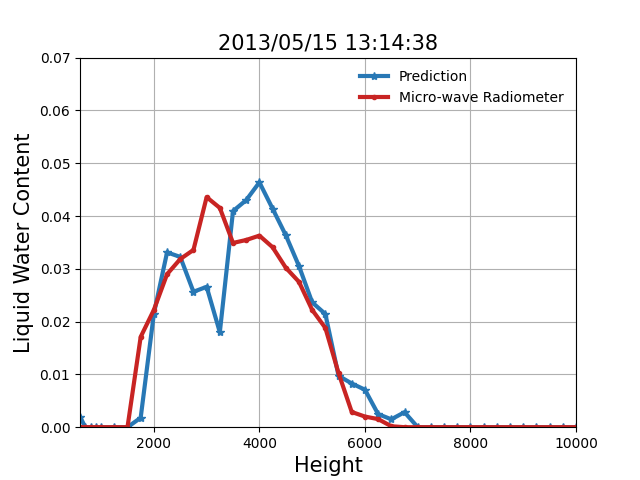 2013/05/15 13:14:38
Prediction
Micro-wave Radiometer
Liquid Water Content
0.07
0.06
0.05
0.04
0.03
0.02
0.01
0.00
2000 4000 6000 8000 10000
Height